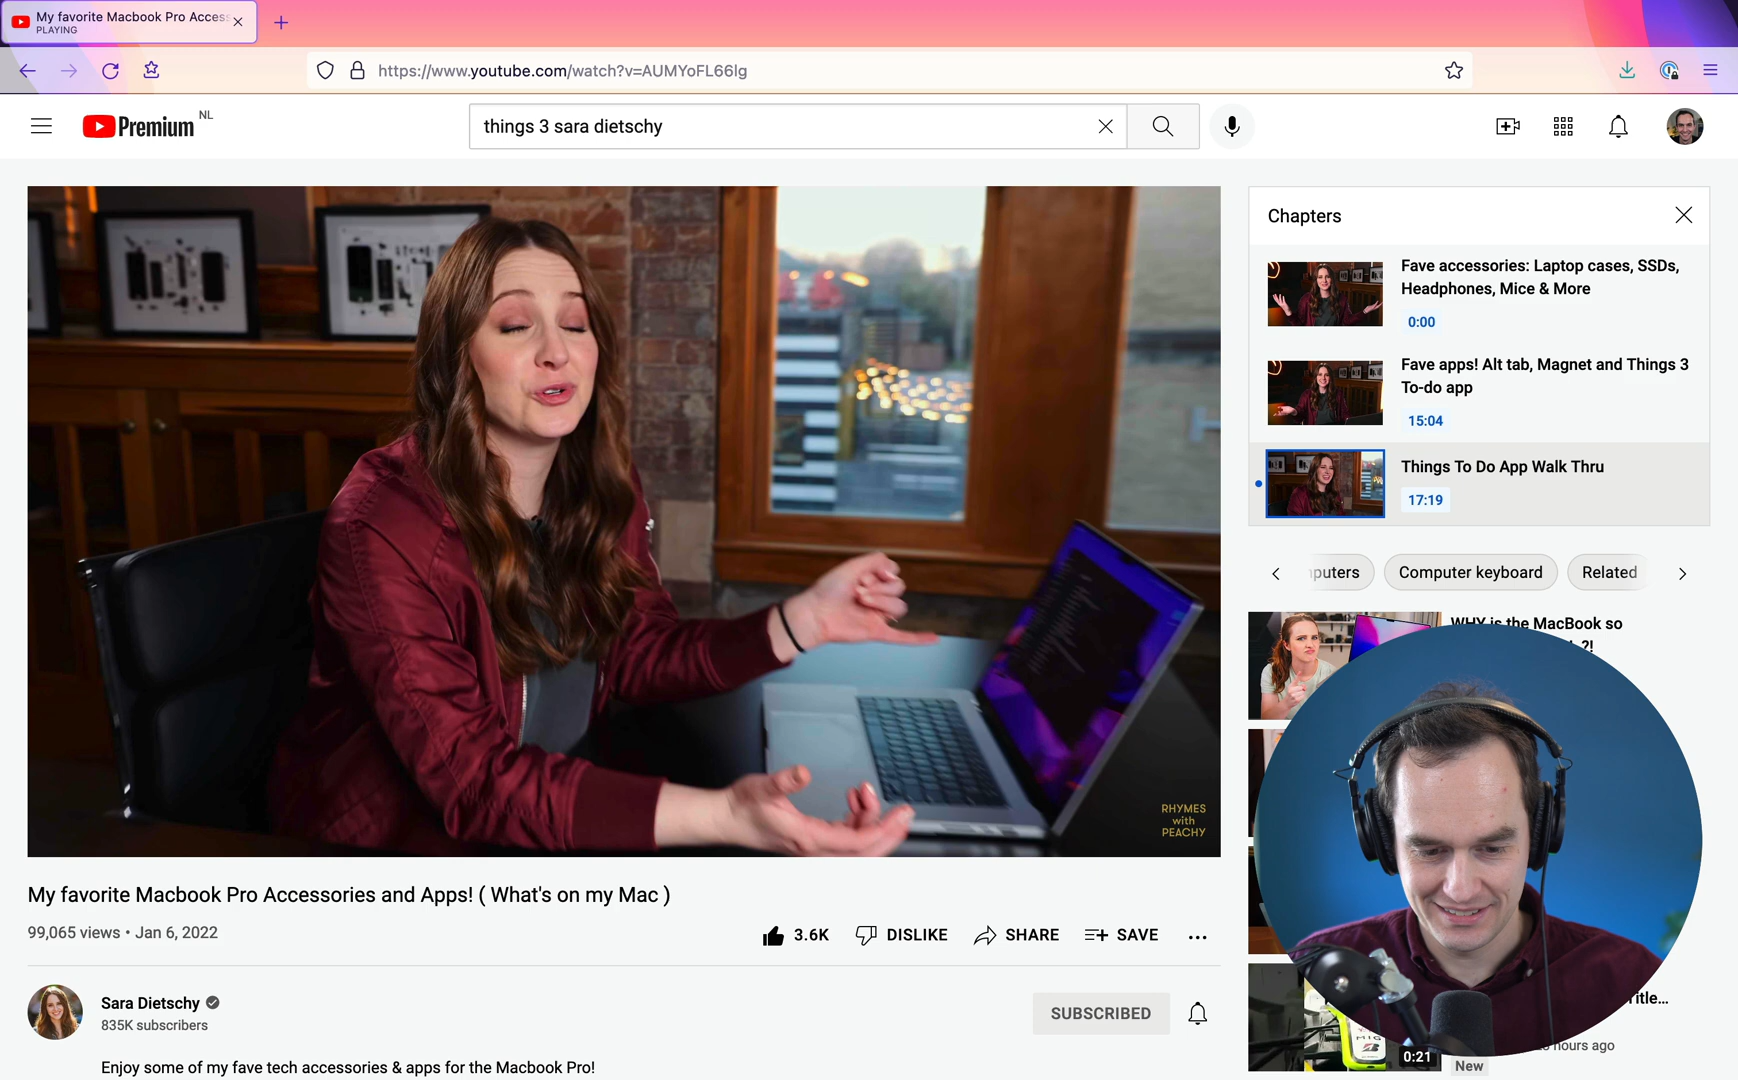 My favorite Macbook Pro Acces
PLAYING
https://www.youtube.com/watch?v=AUMYoFL66lg
Premium NL
things 3 sara dietschy
Chapters
Fave accessories: Laptop cases, SSDs,
Headphones, Mice & More
0:00
Fave apps! Alt tab, Magnet and Things 3
To-do app
15:04
Things To Do App Walk Thru
17:19
puters
Computer keyboard
Related
WHY is the MacBook so
?!
RHYMES
with
PEACHY
My favorite Macbook Pro Accessories and Apps! ( What's on my Mac )
99,065 views • Jan 6, 2022
3.6K
DISLIKE
SHARE
SAVE
Sara Dietschy
835K subscribers
SUBSCRIBED
Enjoy some of my fave tech accessories & apps for the Macbook Pro!
hours ago
0:21
New